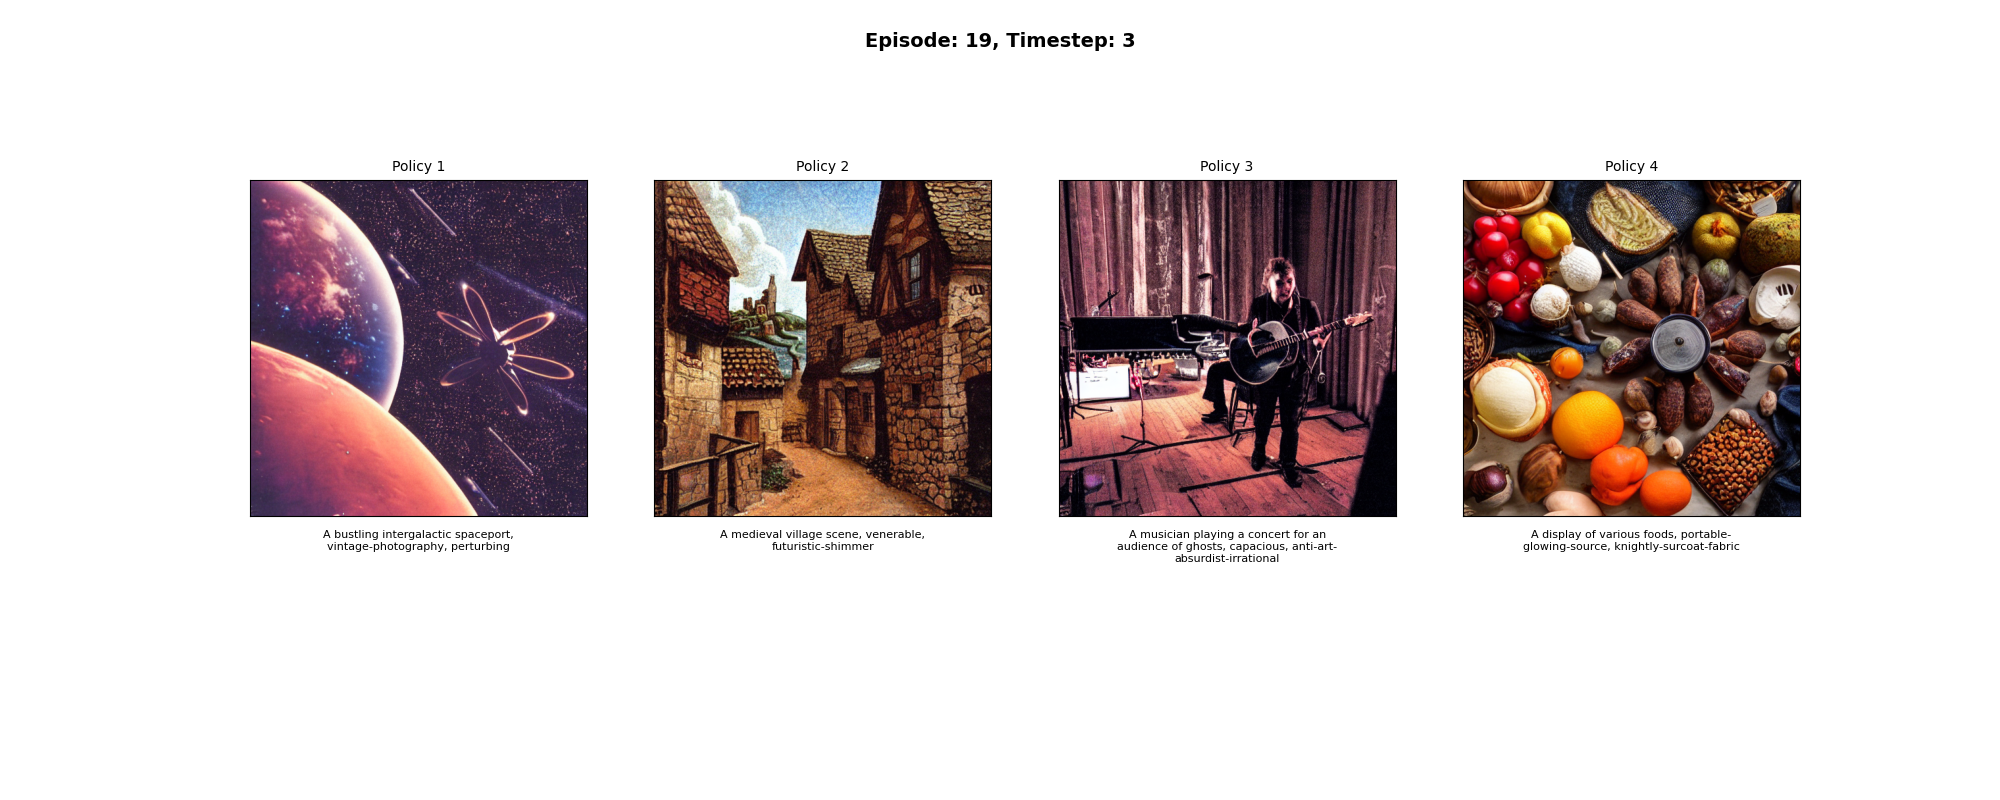 Episode: 19, Timestep: 3
Policy 1
Policy 2
Policy 3
Policy 4
A bustling intergalactic spaceport,
vintage-photography, perturbing
A medieval village scene, venerable,
futuristic-shimmer
A musician playing a concert for an
audience of ghosts, capacious, anti-art-
absurdist-irrational
A display of various foods, portable-
glowing-source, knightly-surcoat-fabric